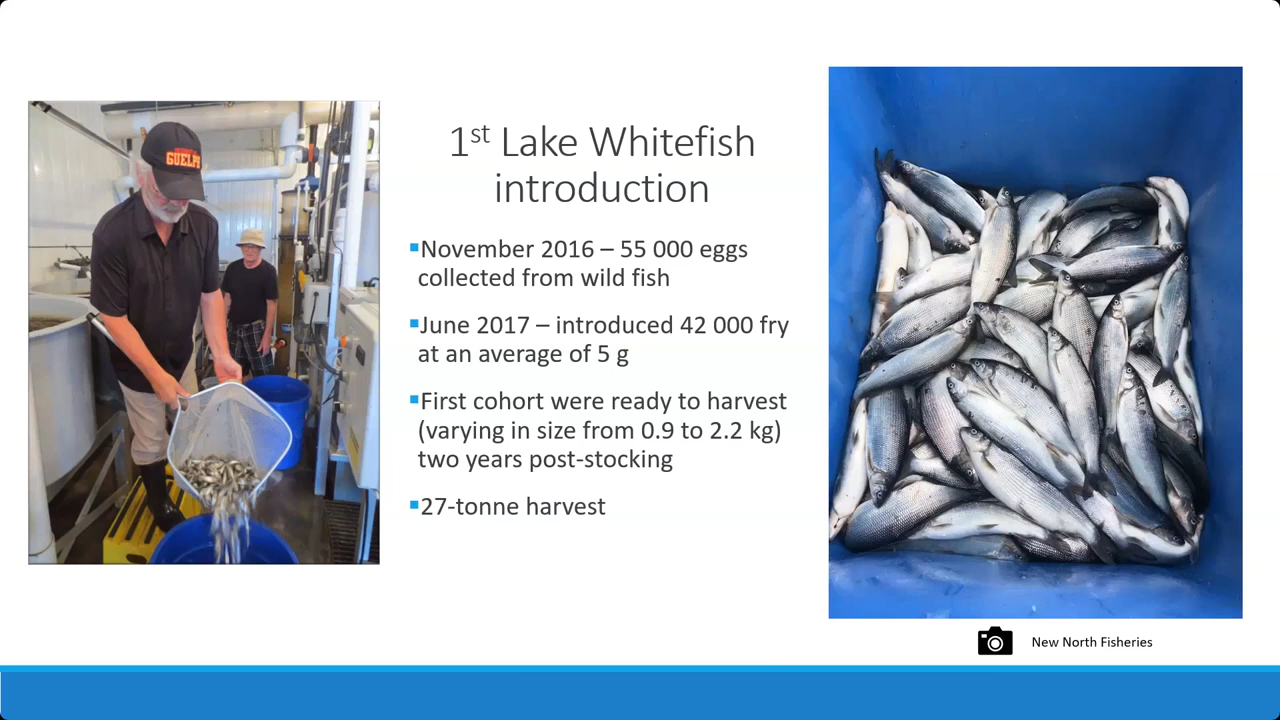 GUELPH
1st Lake Whitefish
introduction
▪November 2016 – 55 000 eggs
collected from wild fish
▪June 2017 – introduced 42 000 fry
at an average of 5 g
▪First cohort were ready to harvest
(varying in size from 0.9 to 2.2 kg)
two years post-stocking
▪27-tonne harvest
New North Fisheries